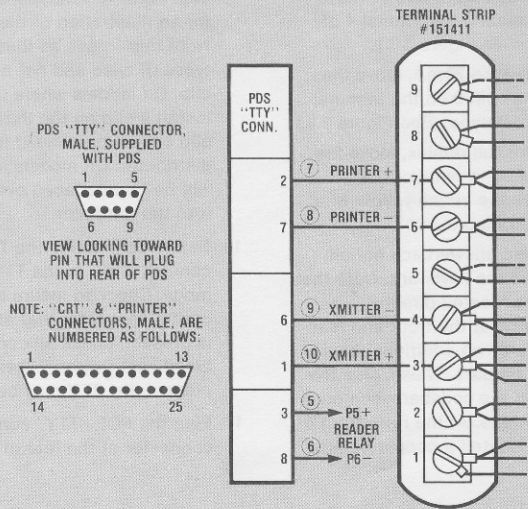 TERMINAL STRIP
#151411
PDS "TTY" CONNECTOR,
MALE, SUPPLIED
WITH PDS
1 5
6 9
VIEW LOOKING TOWARD
PIN THAT WILL PLUG
INTO REAR OF PDS
NOTE: "CRT" & "PRINTER"
CONNECTORS, MALE, ARE
NUMBERED AS FOLLOWS:
1 13
14 25
PDS
"TTY"
CONN.
9
8
2 7 PRINTER + 7
7 8 PRINTER − 6
5
6 9 XMITTER − 4
1 10 XMITTER + 3
3 5 P5+ 2
READER
RELAY
8 6 P6− 1